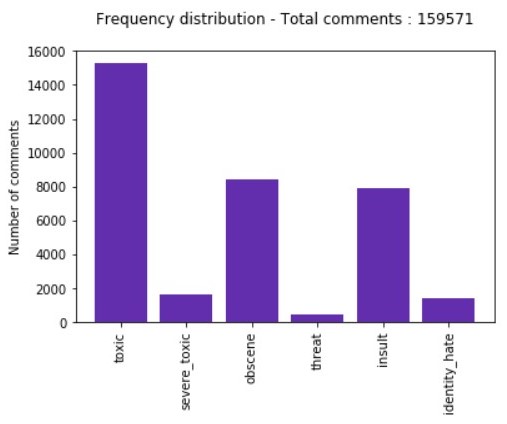 Frequency distribution - Total comments : 159571
16000
14000
12000
10000
8000
6000
4000
2000
0
Number of comments
toxic
severe_toxic
obscene
threat
insult
identity_hate